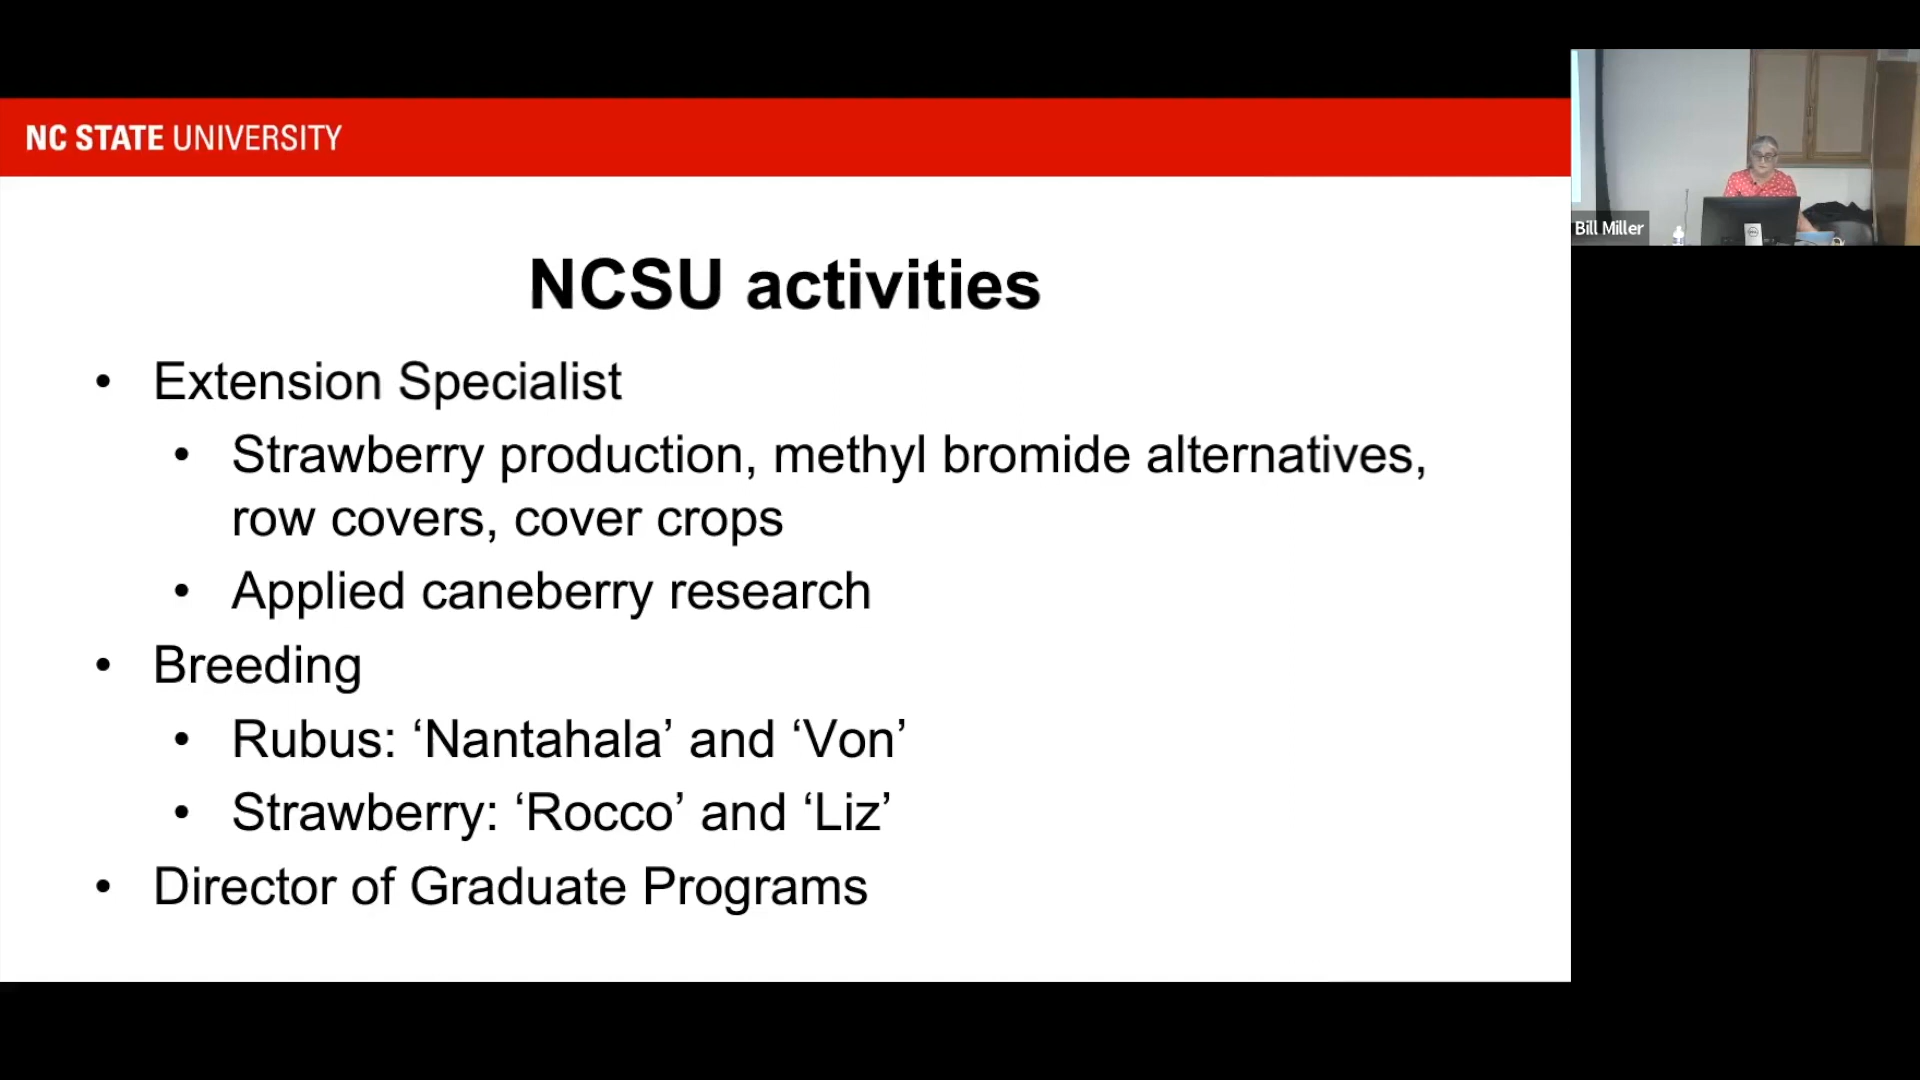 NC STATE UNIVERSITY
Bill Miller
NCSU activities
• Extension Specialist
• Strawberry production, methyl bromide alternatives,
row covers, cover crops
• Applied caneberry research
• Breeding
• Rubus: ‘Nantahala’ and ‘Von’
• Strawberry: ‘Rocco’ and ‘Liz’
• Director of Graduate Programs